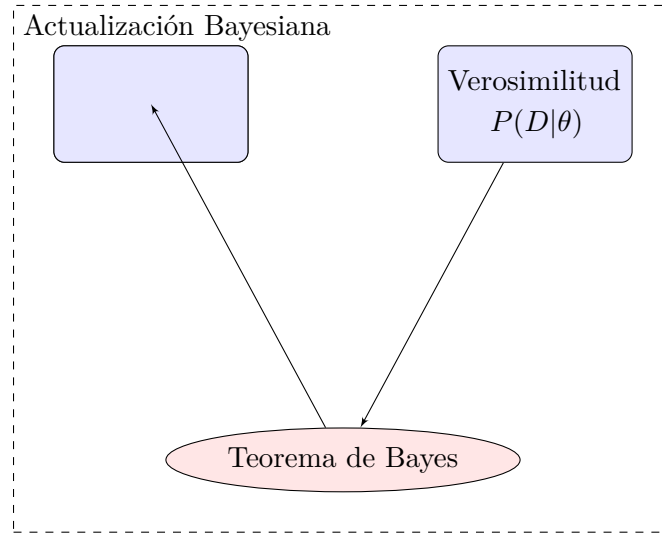 Actualización Bayesiana
Verosimilitud
P(D|θ)
Teorema de Bayes